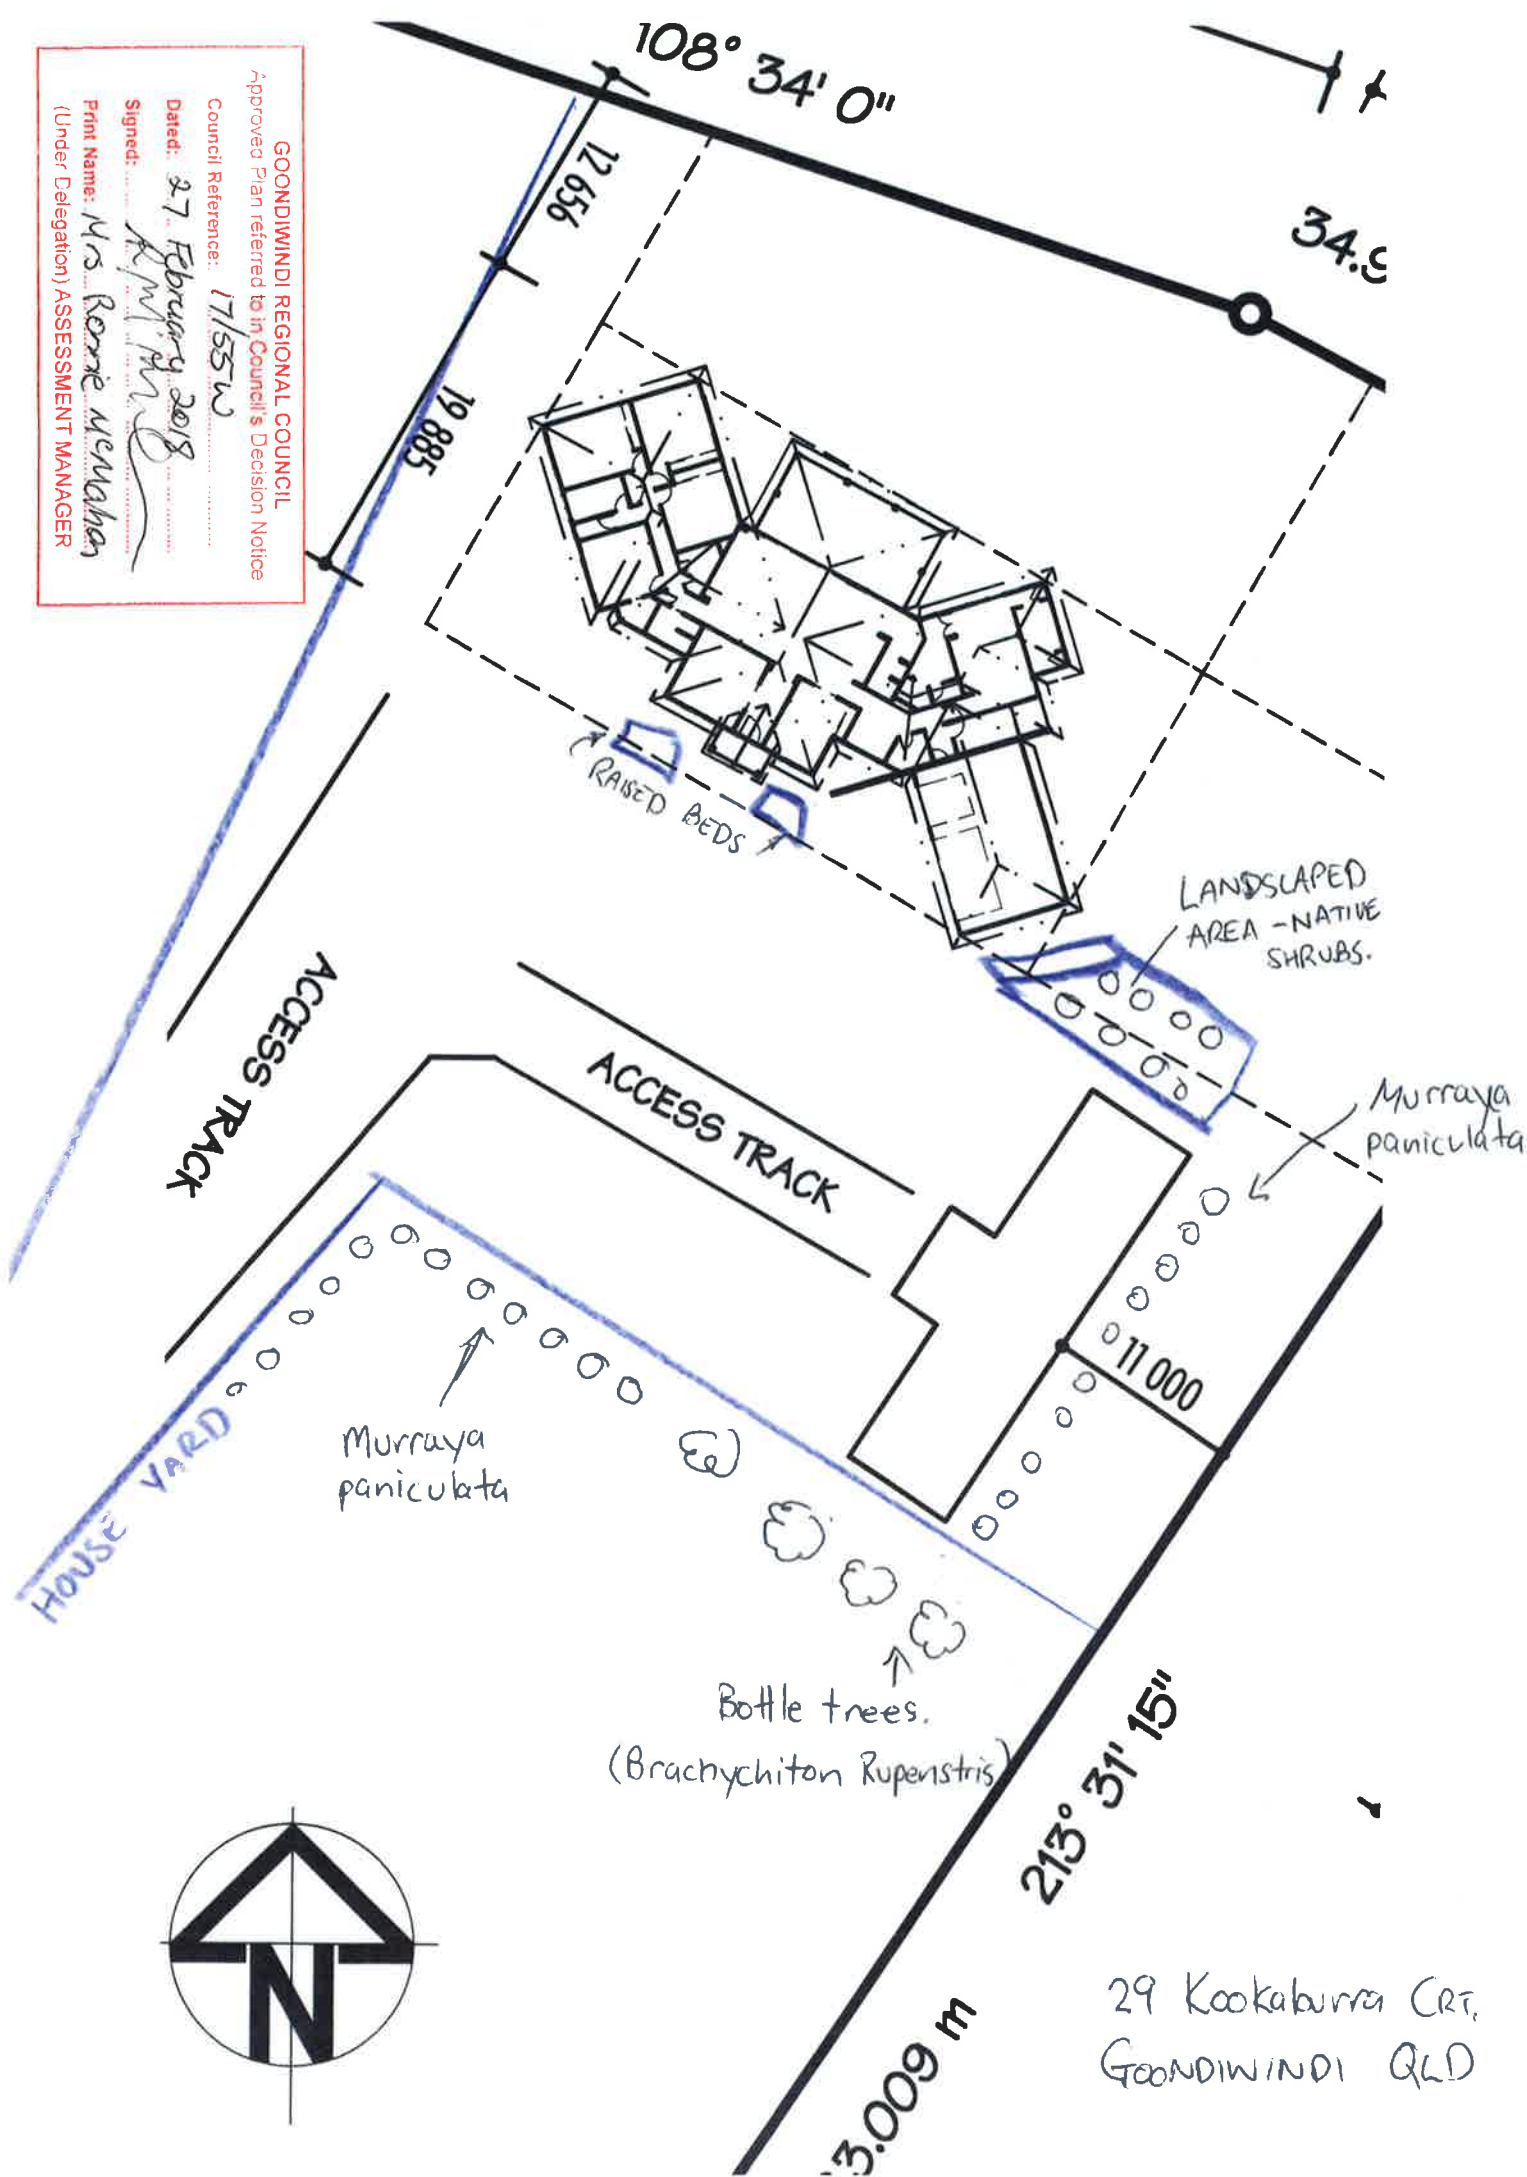 GOONDIWINDI REGIONAL COUNCIL
Approved Plan referred to in Council's Decision Notice
Council Reference: 17/55W
Dated: 27 February 2018
Signed:
Print Name: Mrs Ronnie McMahon
(Under Delegation) ASSESSMENT MANAGER
108° 34' 0"
34.9
12 656
19 885
RAISED BEDS
LANDSCAPED
AREA - NATIVE
SHRUBS.
ACCESS TRACK
ACCESS TRACK
Murraya
paniculata
11 000
HOUSE YARD
Murraya
paniculata
Bottle trees.
(Brachychiton Rupenstris)
213° 31' 15"
3.009 m
N
29 Kookaburra CRT.
GOONDIWINDI QLD